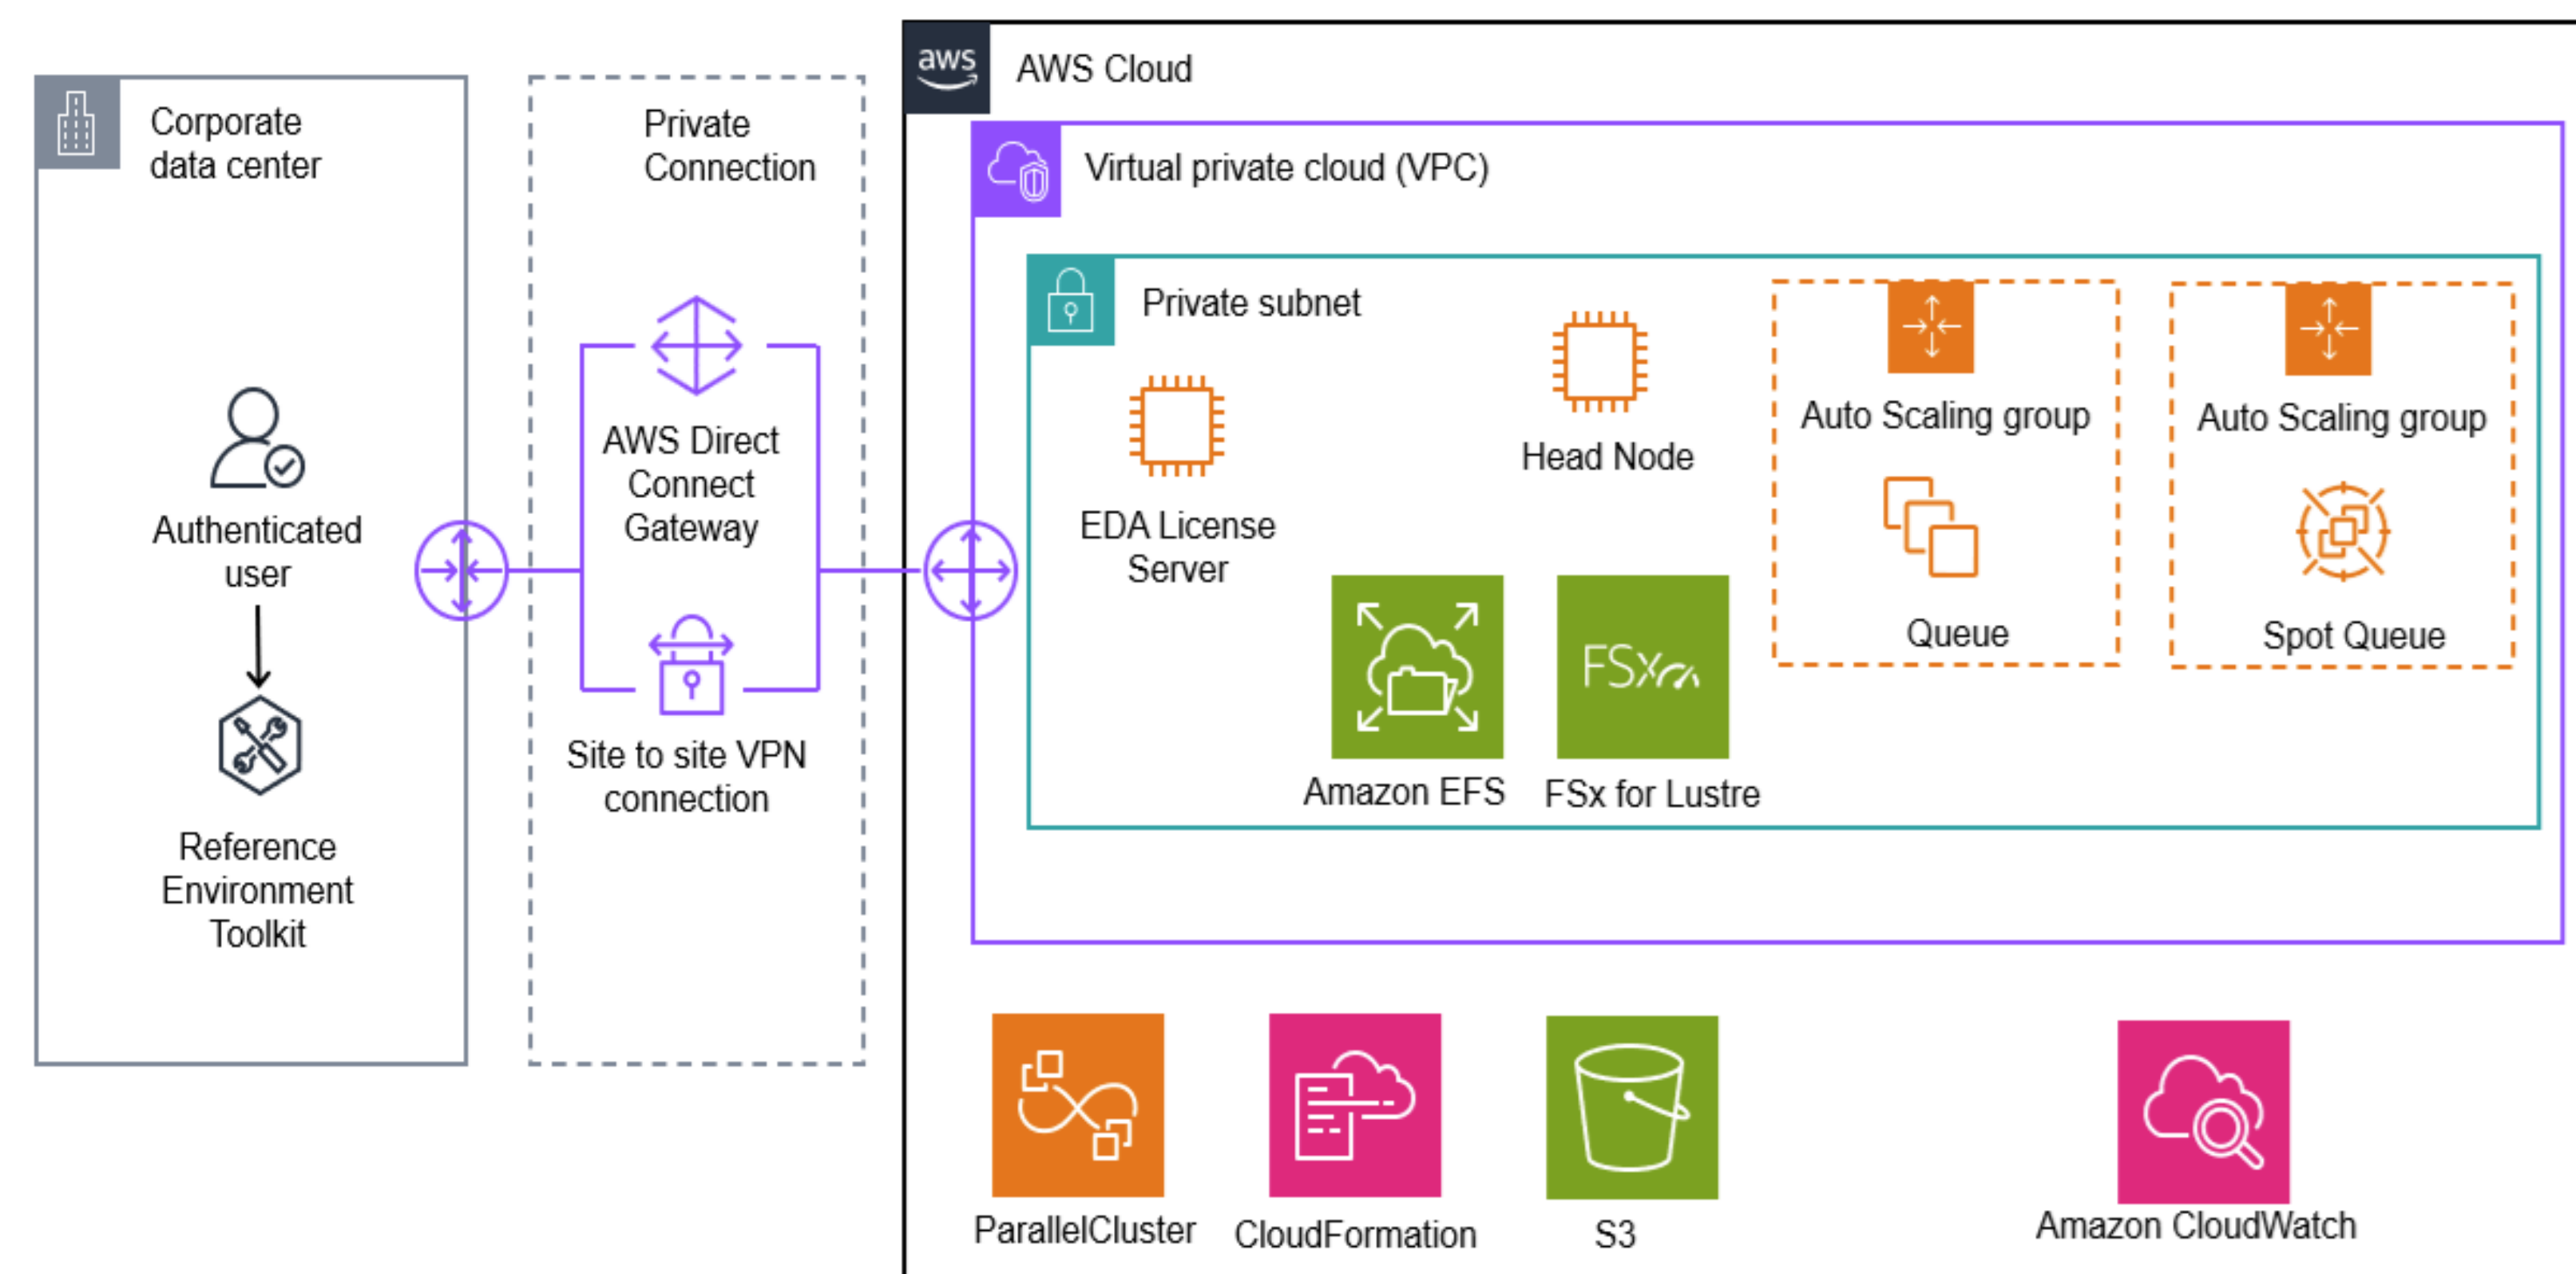 Corporate
data center
Authenticated
user
Reference
Environment
Toolkit
Private
Connection
AWS Direct
Connect
Gateway
Site to site VPN
connection
aws
AWS Cloud
Virtual private cloud (VPC)
Private subnet
EDA License
Server
Head Node
Amazon EFS
FSx
FSx for Lustre
Auto Scaling group
Queue
Auto Scaling group
Spot Queue
ParallelCluster
CloudFormation
S3
Amazon CloudWatch